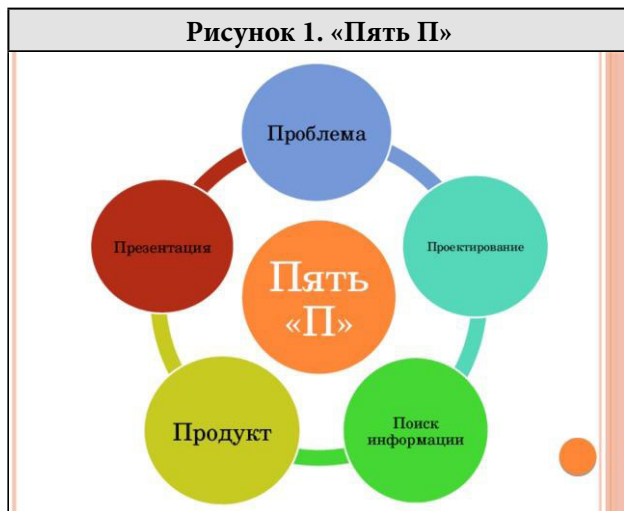 Рисунок 1. «Пять П»
Проблема
Проектирование
Поиск
информации
Продукт
Презентация
Пять
«П»